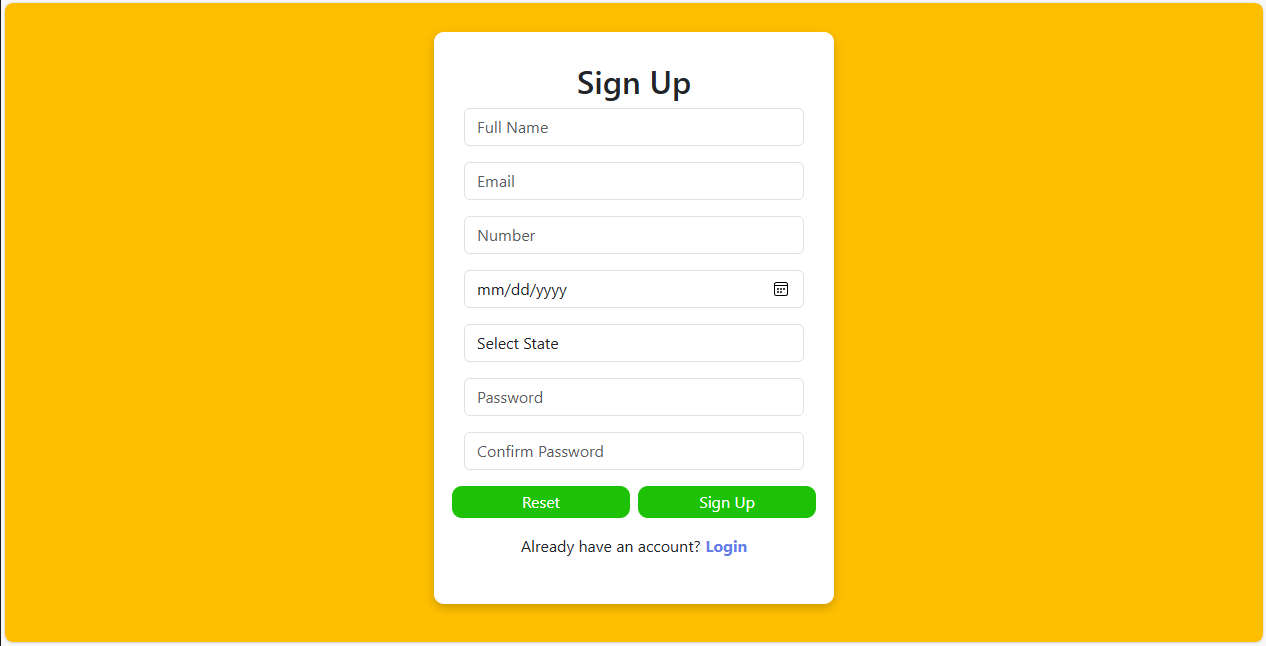 Sign Up
Full Name
Email
Number
mm/dd/yyyy
Select State
Password
Confirm Password
Reset Sign Up
Already have an account? Login